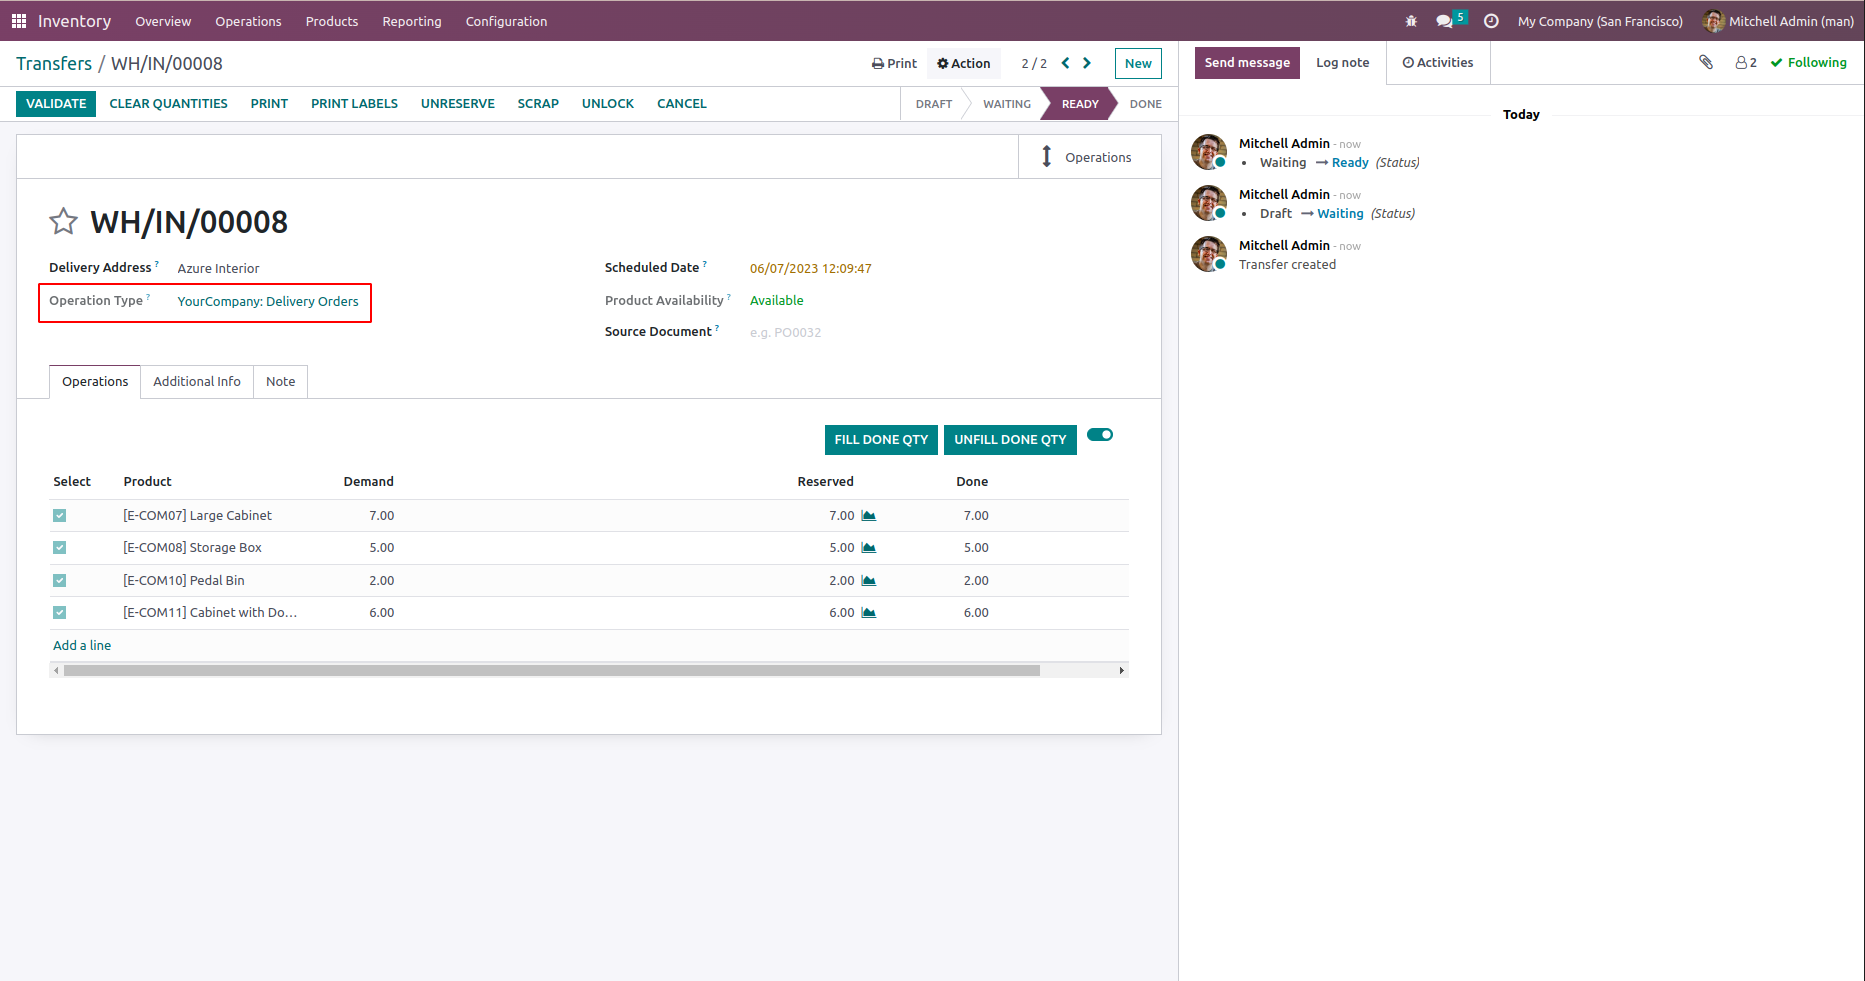 Inventory Overview Operations Products Reporting Configuration 5 My Company (San Francisco) Mitchell Admin (man)
Transfers / WH/IN/00008 Print Action 2 / 2 New
VALIDATE CLEAR QUANTITIES PRINT PRINT LABELS UNRESERVE SCRAP UNLOCK CANCEL DRAFT WAITING READY DONE
Operations
WH/IN/00008
Delivery Address ? Azure Interior
Operation Type ? YourCompany: Delivery Orders
Scheduled Date ? 06/07/2023 12:09:47
Product Availability ? Available
Source Document ? e.g. PO0032
Operations Additional Info Note
FILL DONE QTY UNFILL DONE QTY
Select Product Demand Reserved Done
[E-COM07] Large Cabinet 7.00 7.00 7.00
[E-COM08] Storage Box 5.00 5.00 5.00
[E-COM10] Pedal Bin 2.00 2.00 2.00
[E-COM11] Cabinet with Do... 6.00 6.00 6.00
Add a line
Send message Log note Activities 2 Following
Today
Mitchell Admin - now
• Waiting → Ready (Status)
Mitchell Admin - now
• Draft → Waiting (Status)
Mitchell Admin - now
Transfer created